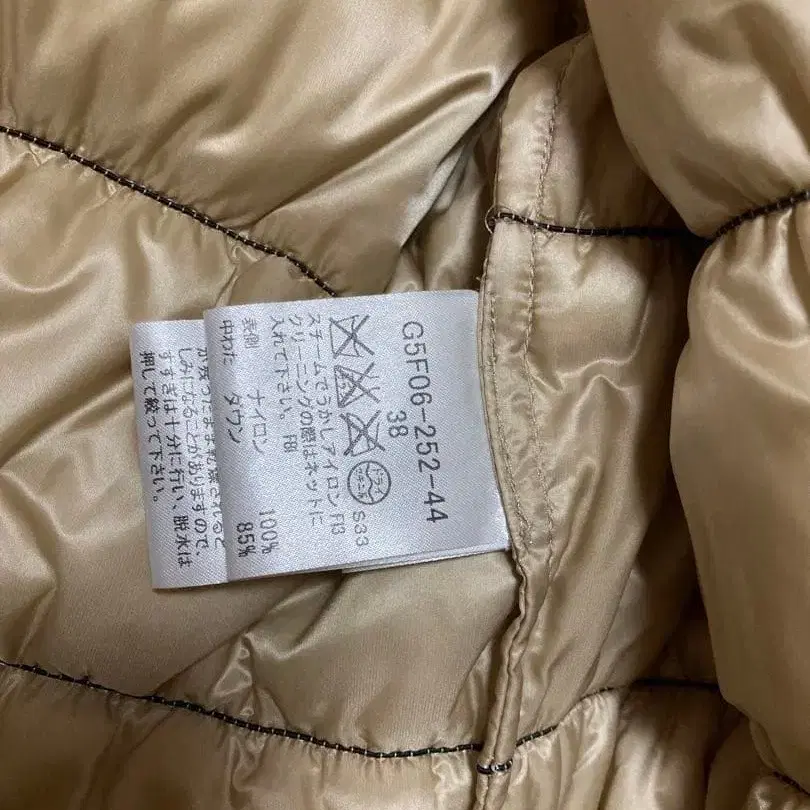 G5F06-252-44
38
S33
スチームでうかしアイロン FI3
クリーニングの際はネットに
入れて下さい。 FBI
表側 ナイロン 100%
中わた ダウン 85%
しみになることがありますので、
すすぎは十分に行い、脱水は
押して絞って下さい。